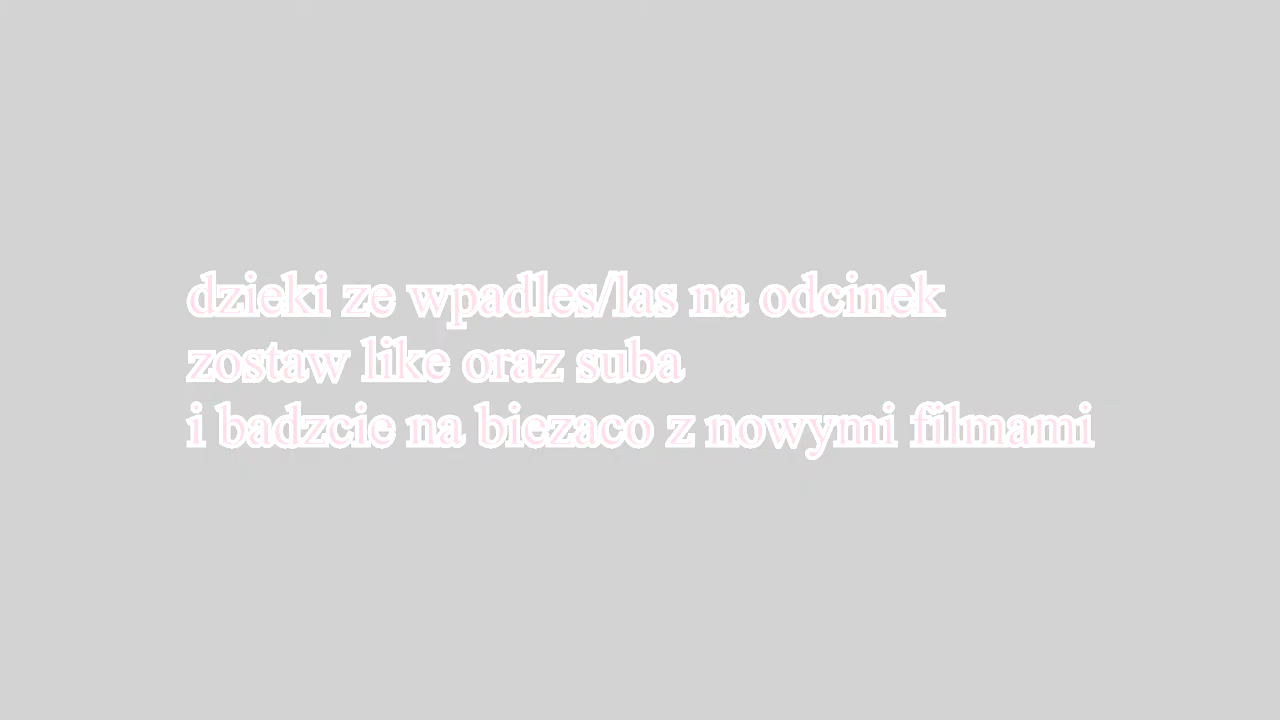 dzieki ze wpadles/las na odcinek
zostaw like oraz suba
i badzcie na biezaco z nowymi filmami